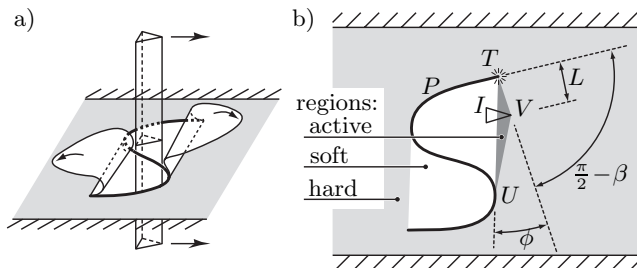 a)
b)
T
P
L
regions:
I
V
active
soft
π/2 −β
hard
U
ϕ